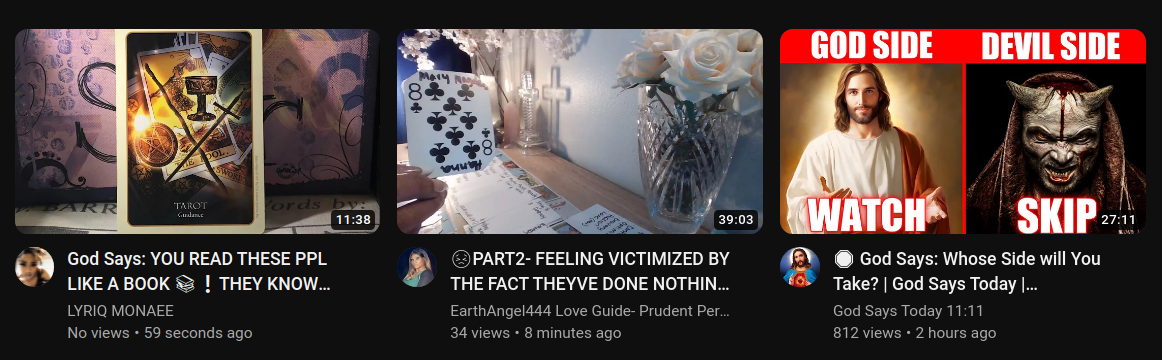 TAROT
Guidance
11:38
God Says: YOU READ THESE PPL
LIKE A BOOK 📚 ❗ THEY KNOW…
LYRIQ MONAEE
No views • 59 seconds ago
Mary
8
8
Hanna
39:03
😣PART2- FEELING VICTIMIZED BY
THE FACT THEYVE DONE NOTHIN…
EarthAngel444 Love Guide- Prudent Per…
34 views • 8 minutes ago
GOD SIDE
DEVIL SIDE
WATCH
SKIP
27:11
🛑 God Says: Whose Side will You
Take? | God Says Today |…
God Says Today 11:11
812 views • 2 hours ago